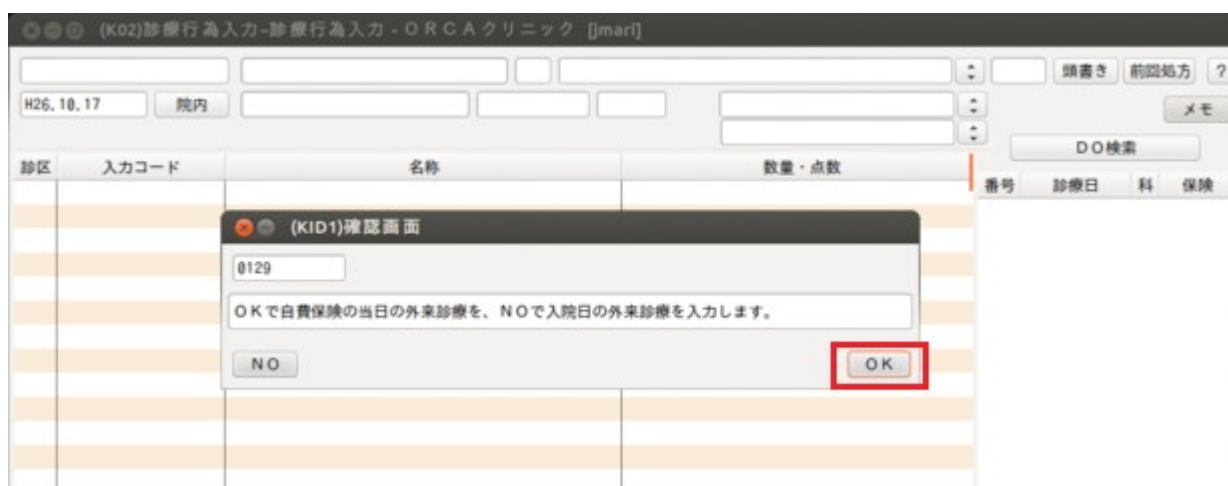 (K02)診療行為入力-診療行為入力 - ＯＲＣＡクリニック [jmari]
頭書き 前回処方 ?
H26.10.17 院内 メモ
ＤＯ検索
診区 入力コード 名称 数量・点数
番号 診療日 科 保険
(KID1)確認画面
0129
ＯＫで自費保険の当日の外来診療を、ＮＯで入院日の外来診療を入力します。
ＮＯ ＯＫ